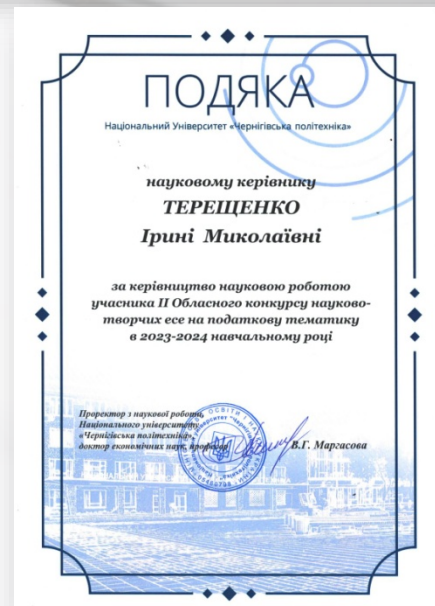 ПОДЯКА
Національний Університет «Чернігівська політехніка»
науковому керівнику
ТЕРЕЩЕНКО
Ірині Миколаївні
за керівництво науковою роботою
учасника ІІ Обласного конкурсу науково-
творчих есе на податкову тематику
в 2023-2024 навчальному році
Проректор з наукової роботи,
Національного університету
«Чернігівська політехніка»,
доктор економічних наук, професор
В.Г. Маргасова